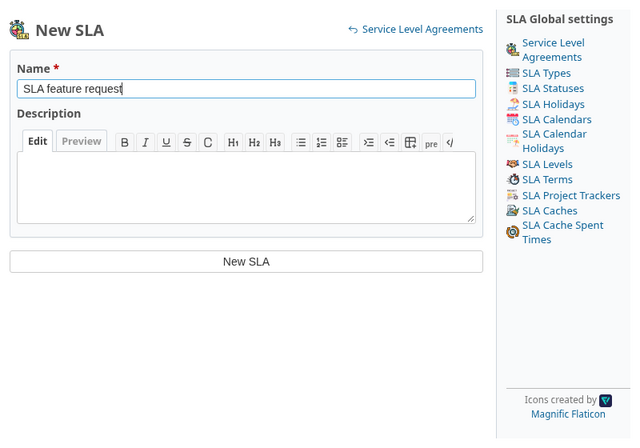 New SLA
Service Level Agreements
Name *
SLA feature request
Description
Edit
Preview
B I U S C H1 H2 H3 pre
New SLA
SLA Global settings
Service Level
Agreements
SLA Types
SLA Statuses
SLA Holidays
SLA Calendars
SLA Calendar
Holidays
SLA Levels
SLA Terms
SLA Project Trackers
SLA Caches
SLA Cache Spent
Times
Icons created by
Magnific Flaticon